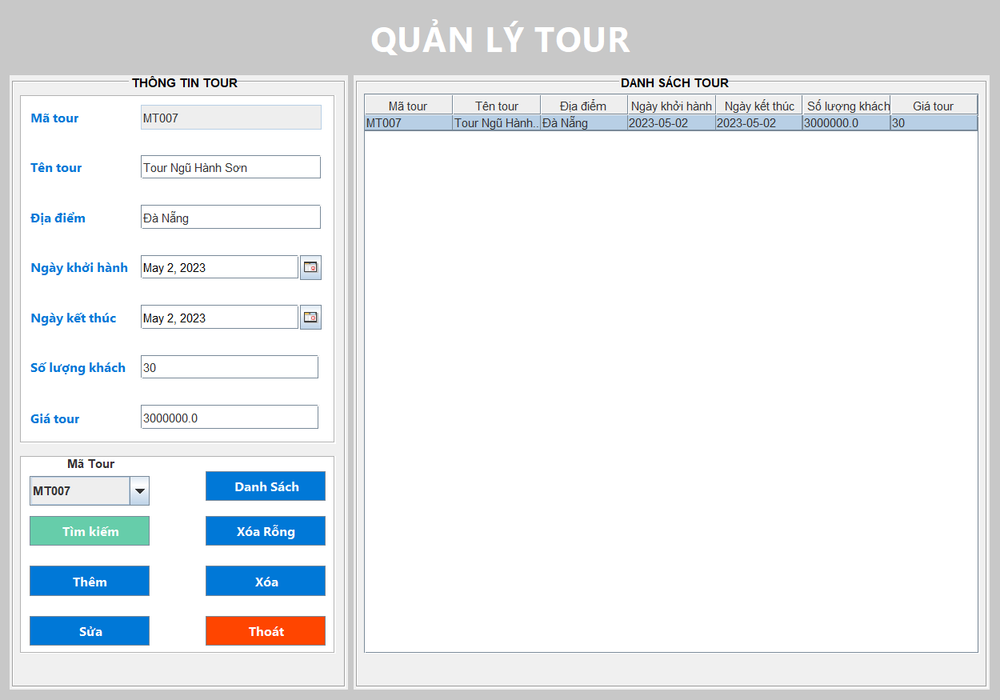 QUẢN LÝ TOUR
THÔNG TIN TOUR
Mã tour MT007
Tên tour Tour Ngũ Hành Sơn
Địa điểm Đà Nẵng
Ngày khởi hành May 2, 2023
Ngày kết thúc May 2, 2023
Số lượng khách 30
Giá tour 3000000.0
Mã Tour
MT007 Danh Sách
Tìm kiếm Xóa Rỗng
Thêm Xóa
Sửa Thoát
DANH SÁCH TOUR
Mã tour Tên tour Địa điểm Ngày khởi hành Ngày kết thúc Số lượng khách Giá tour
MT007 Tour Ngũ Hành... Đà Nẵng 2023-05-02 2023-05-02 3000000.0 30